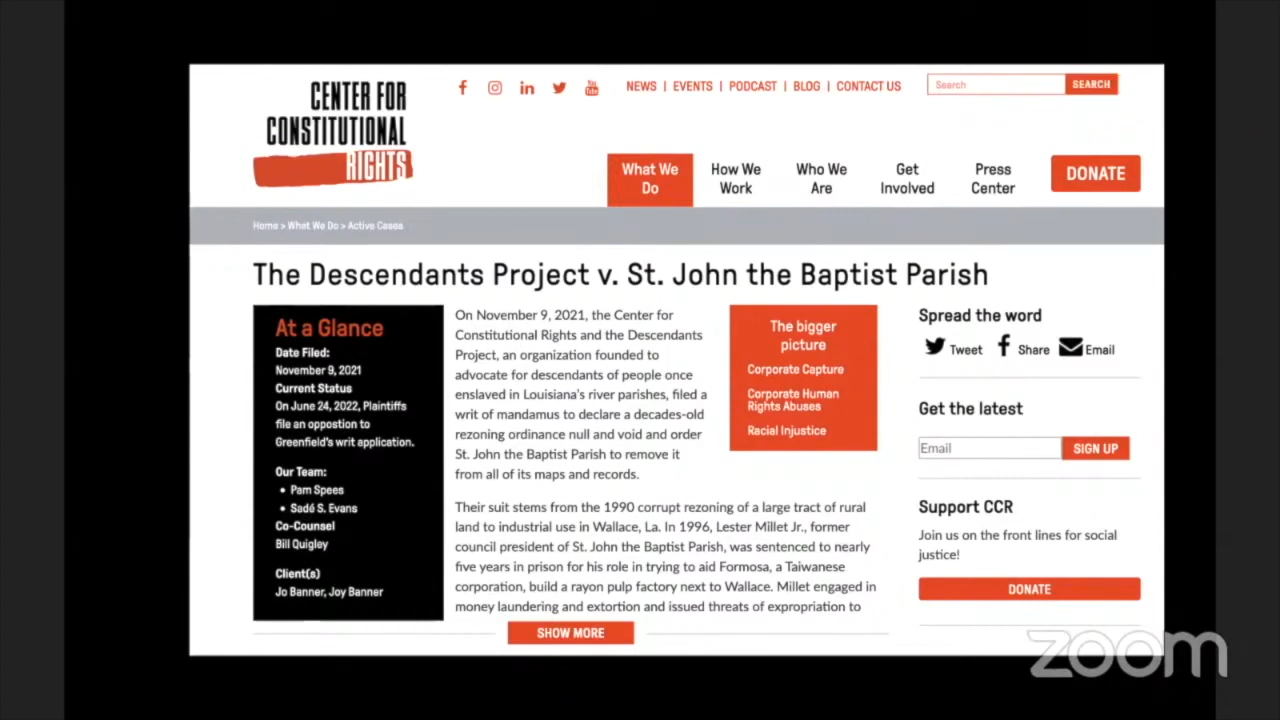 CENTER FOR
CONSTITUTIONAL
RIGHTS
You
Tube
NEWS | EVENTS | PODCAST | BLOG | CONTACT US
Search
SEARCH
What We
Do
How We
Work
Who We
Are
Get
Involved
Press
Center
DONATE
Home > What We Do > Active Cases
The Descendants Project v. St. John the Baptist Parish
At a Glance
Date Filed:
November 9, 2021
Current Status
On June 24, 2022, Plaintiffs
file an oppostion to
Greenfield's writ application.
Our Team:
• Pam Spees
• Sadé S. Evans
Co-Counsel
Bill Quigley
Client(s)
Jo Banner, Joy Banner
On November 9, 2021, the Center for
Constitutional Rights and the Descendants
Project, an organization founded to
advocate for descendants of people once
enslaved in Louisiana's river parishes, filed a
writ of mandamus to declare a decades-old
rezoning ordinance null and void and order
St. John the Baptist Parish to remove it
from all of its maps and records.
Their suit stems from the 1990 corrupt rezoning of a large tract of rural
land to industrial use in Wallace, La. In 1996, Lester Millet Jr., former
council president of St. John the Baptist Parish, was sentenced to nearly
five years in prison for his role in trying to aid Formosa, a Taiwanese
corporation, build a rayon pulp factory next to Wallace. Millet engaged in
money laundering and extortion and issued threats of expropriation to
SHOW MORE
The bigger
picture
Corporate Capture
Corporate Human
Rights Abuses
Racial Injustice
Spread the word
Tweet
Share
Email
Get the latest
Email
SIGN UP
Support CCR
Join us on the front lines for social
justice!
DONATE
zoom